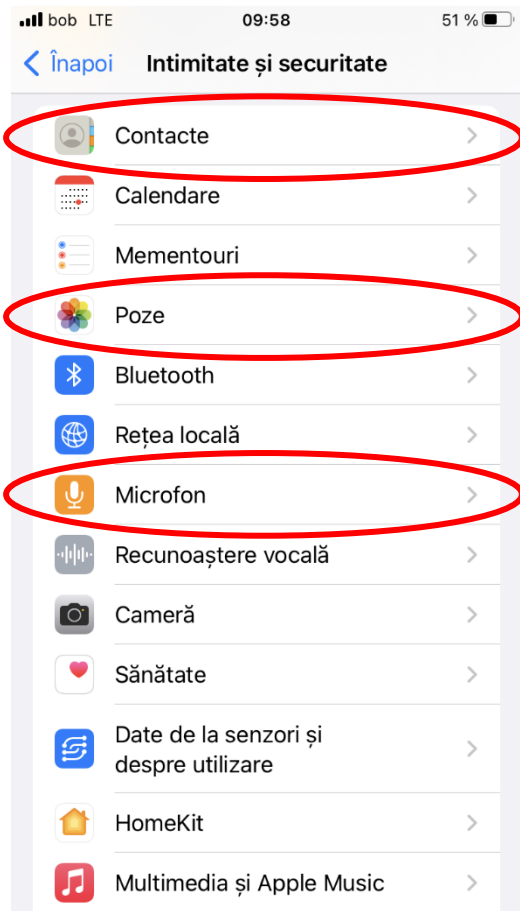 bob LTE 09:58 51 %
Înapoi Intimitate și securitate
Contacte
Calendare
Mementouri
Poze
Bluetooth
Rețea locală
Microfon
Recunoaștere vocală
Cameră
Sănătate
Date de la senzori și
despre utilizare
HomeKit
Multimedia și Apple Music